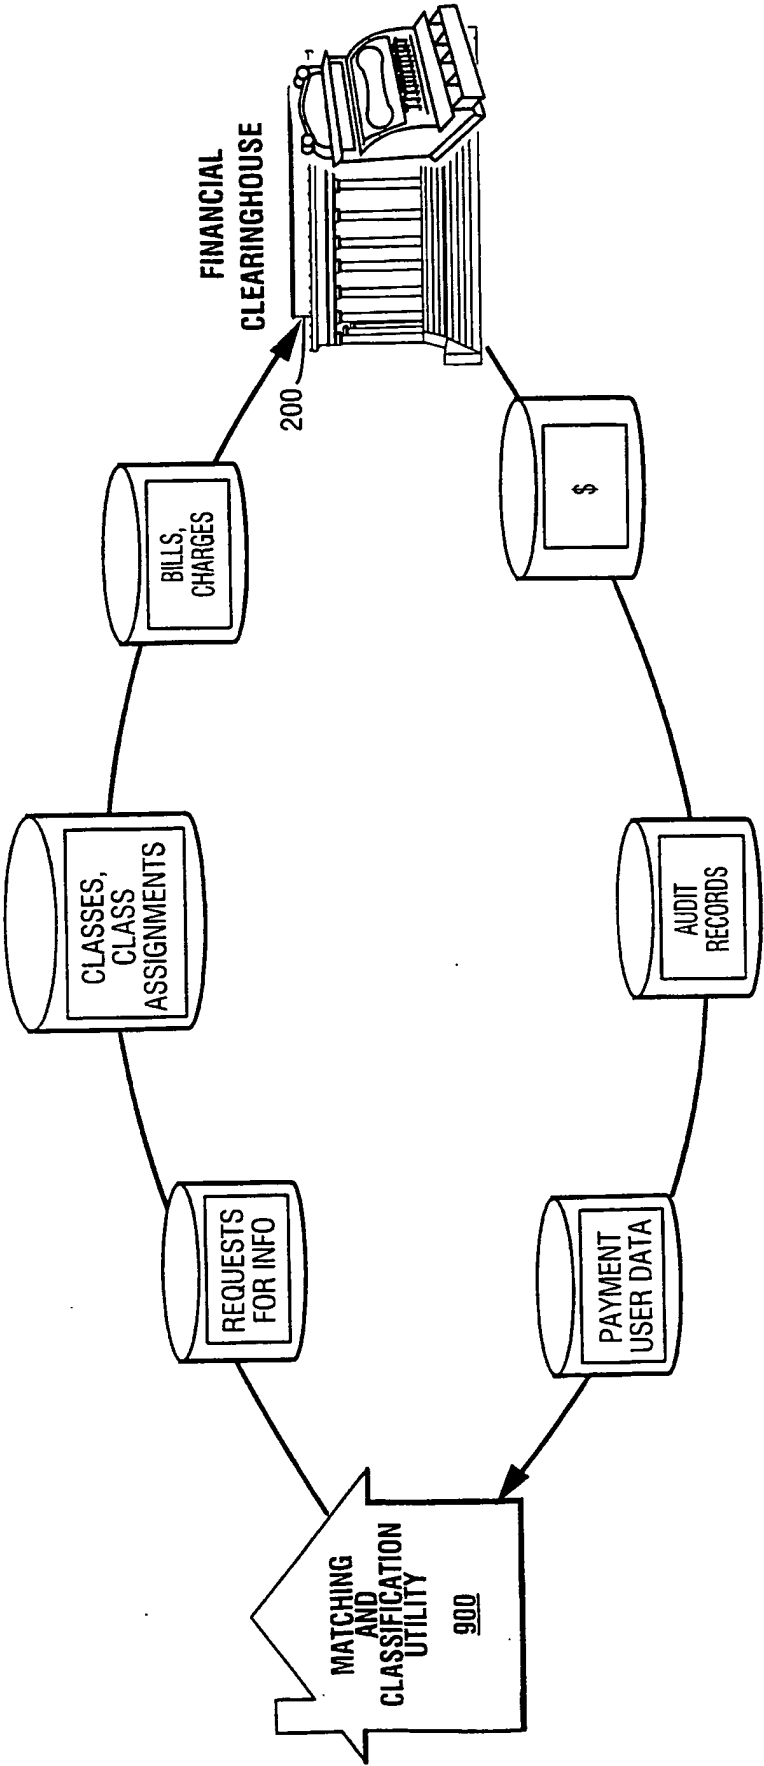 FINANCIAL
CLEARINGHOUSE
200
BILLS,
CHARGES
CLASSES,
CLASS
ASSIGNMENTS
REQUESTS
FOR INFO
MATCHING
AND
CLASSIFICATION
UTILITY
900
PAYMENT
USER DATA
AUDIT
RECORDS
$